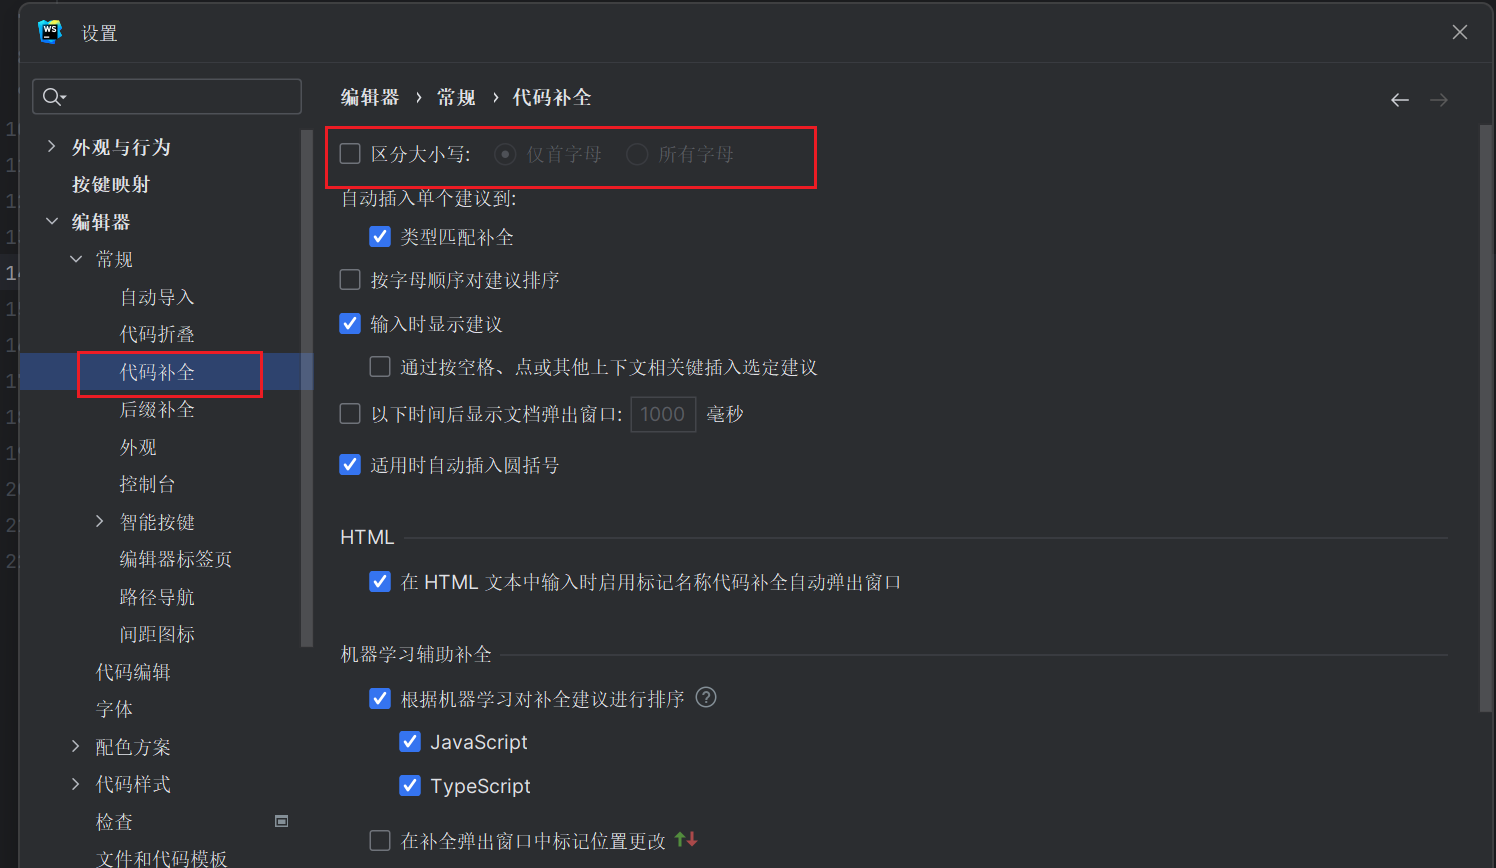 WS
设置
编辑器 › 常规 › 代码补全
外观与行为
按键映射
编辑器
常规
自动导入
代码折叠
代码补全
后缀补全
外观
控制台
智能按键
编辑器标签页
路径导航
间距图标
代码编辑
字体
配色方案
代码样式
检查
文件和代码模板
区分大小写: 仅首字母 所有字母
自动插入单个建议到:
类型匹配补全
按字母顺序对建议排序
输入时显示建议
通过按空格、点或其他上下文相关键插入选定建议
以下时间后显示文档弹出窗口: 1000 毫秒
适用时自动插入圆括号
HTML
在 HTML 文本中输入时启用标记名称代码补全自动弹出窗口
机器学习辅助补全
根据机器学习对补全建议进行排序 ?
JavaScript
TypeScript
在补全弹出窗口中标记位置更改